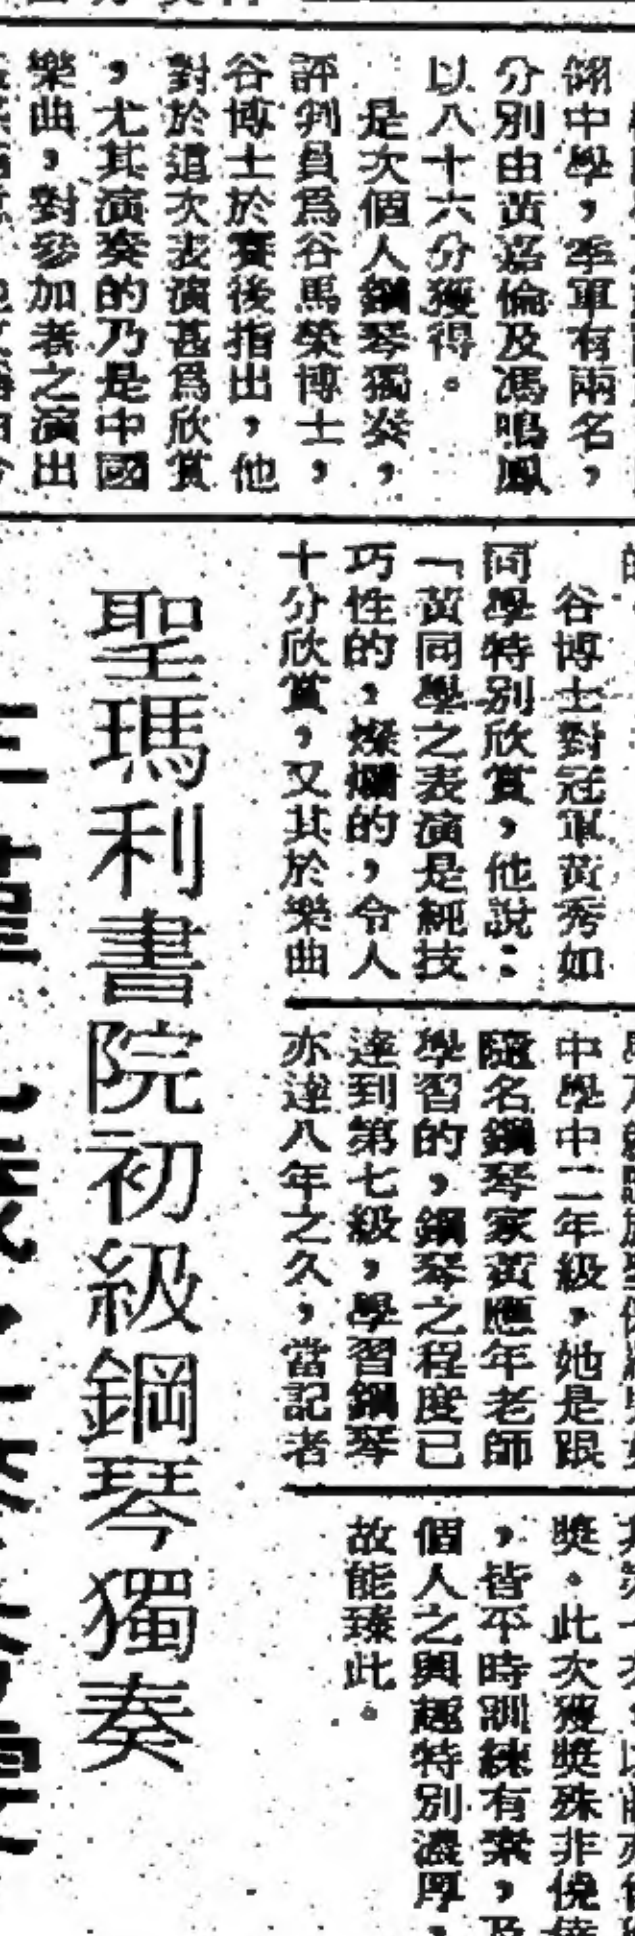 翎中學，季軍有兩名，
分別由黃嘉倫及馮鳴鳳
以八十六分獲得。
是次個人鋼琴獨奏，
評判員爲谷馬榮博士，
谷博士於賽後指出，他
對於這次表演甚爲欣賞
，尤其演奏的乃是中國
樂曲，對參加者之演出
谷博士對冠軍黃秀如
同學特別欣賞，他說：
「黃同學之表演是純技
巧性的，燦爛的，令人
十分欣賞，又其於樂曲
中學中二年級，她是跟
隨名鋼琴家黃應年老師
學習的，鋼琴之程度已
達到第七級，學習鋼琴
亦達八年之久，當記者
獎。此次獲獎殊非僥倖
，皆平時訓練有素，及
個人之興趣特別濃厚，
故能臻此。
聖瑪利書院初級鋼琴獨奏